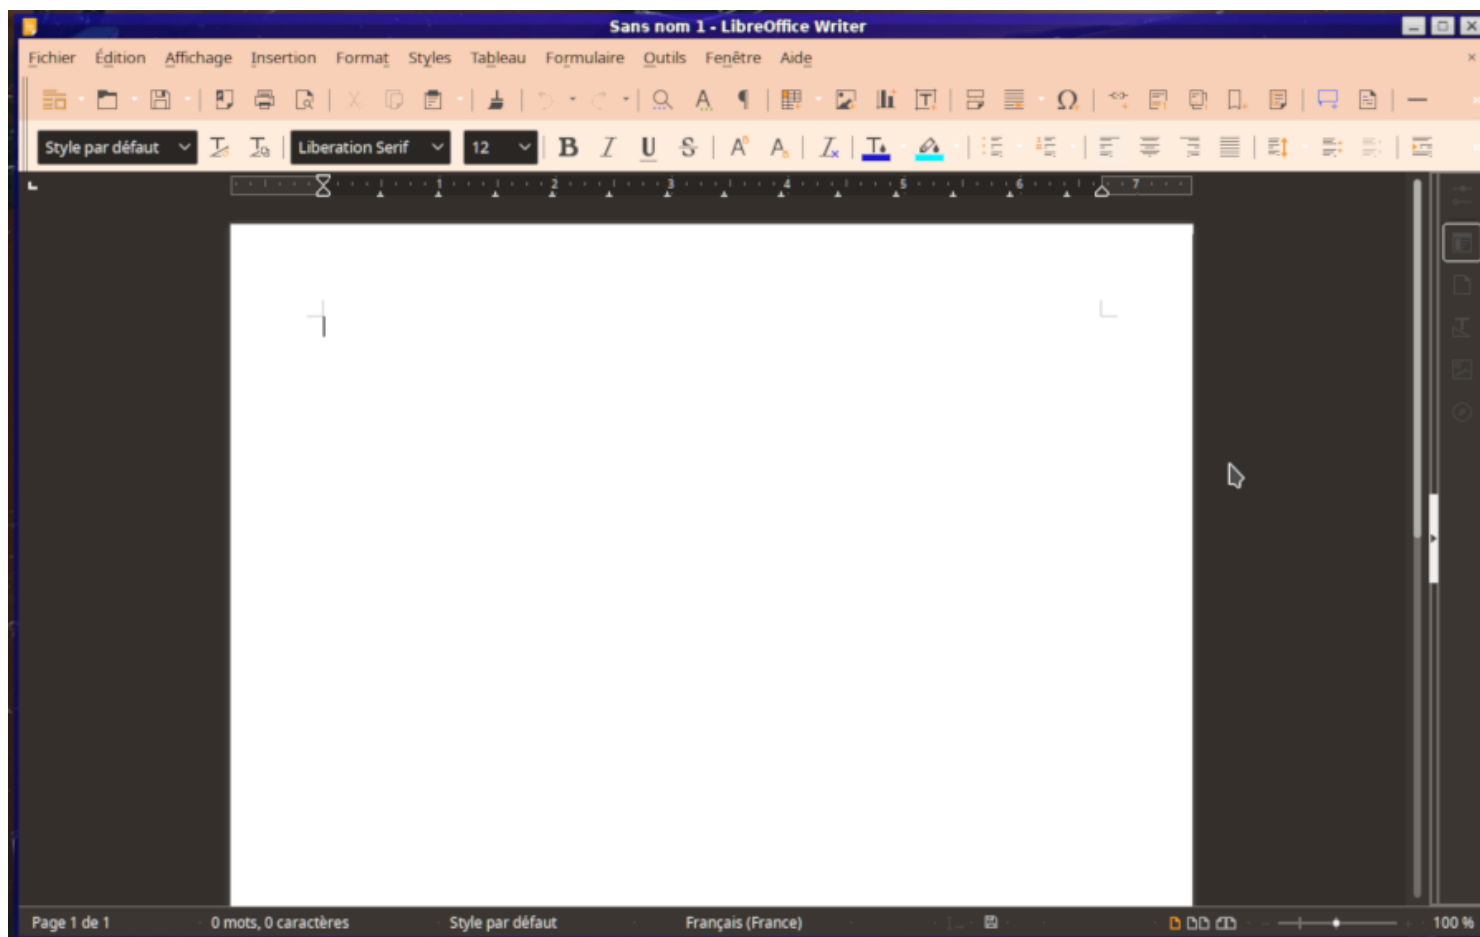 Sans nom 1 - LibreOffice Writer
Fichier Édition Affichage Insertion Format Styles Tableau Formulaire Outils Fenêtre Aide
Style par défaut Liberation Serif 12
1 2 3 4 5 6 7
Page 1 de 1 0 mots, 0 caractères Style par défaut Français (France) 100 %